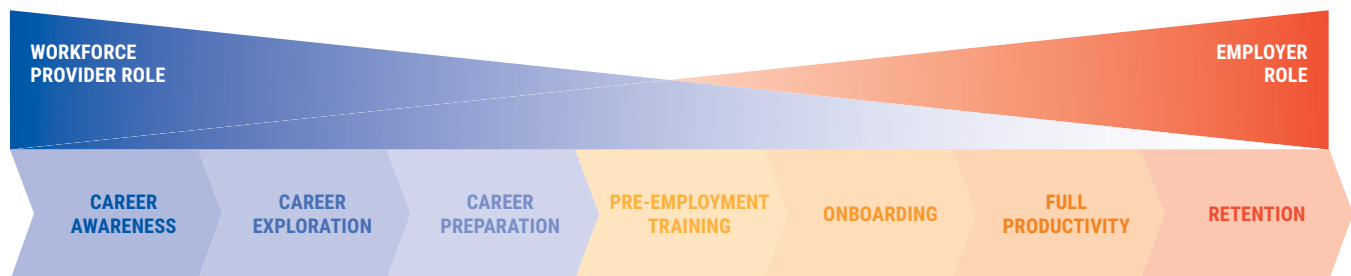 WORKFORCE
PROVIDER ROLE
EMPLOYER
ROLE
CAREER
AWARENESS
CAREER
EXPLORATION
CAREER
PREPARATION
PRE-EMPLOYMENT
TRAINING
ONBOARDING
FULL
PRODUCTIVITY
RETENTION